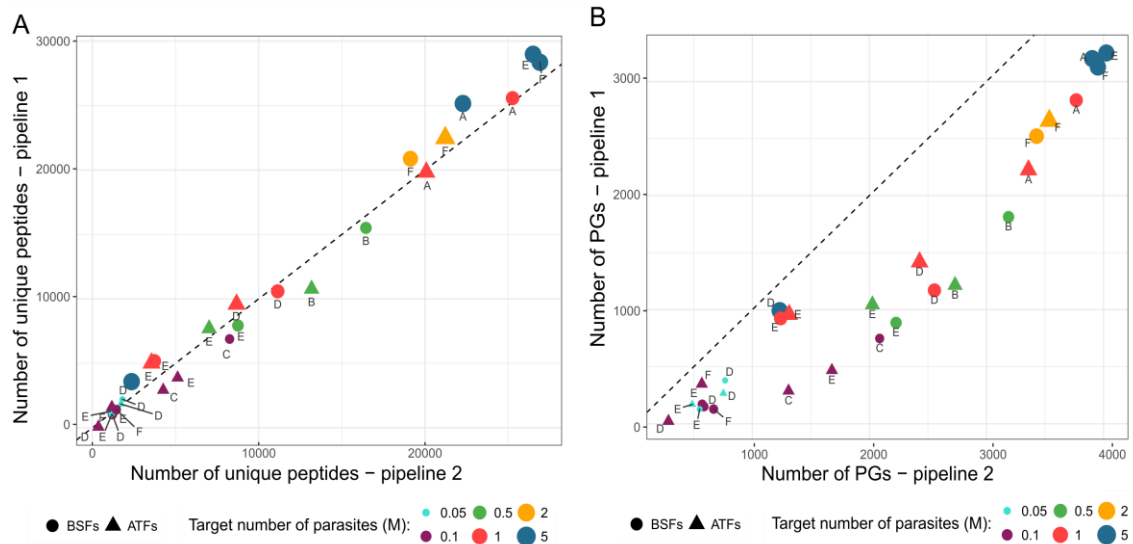 A
Number of unique peptides – pipeline 1
30000
20000
10000
0
E
F
A
A
F
F
A
B
D
B
D
E
E
C
E
E
E
C
D
D
D
E
F
E
D
E
D
F
0
10000
20000
Number of unique peptides – pipeline 2
BSFs
ATFs
Target number of parasites (M):
0.05
0.5
2
0.1
1
5
B
Number of PGs – pipeline 1
3000
2000
1000
0
A
E
F
A
F
F
A
B
D
D
B
D
E
E
E
E
C
E
C
F
E
D
E
D
E
F
D
1000
2000
3000
4000
Number of PGs – pipeline 2
BSFs
ATFs
Target number of parasites (M):
0.05
0.5
2
0.1
1
5